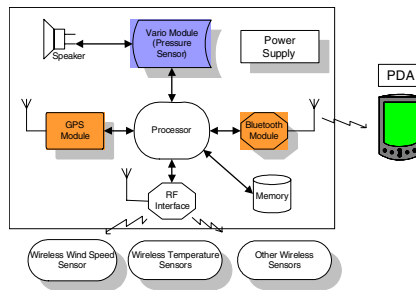 Vario Module
(Pressure
Sensor)
Power
Supply
Speaker
PDA
GPS
Module
Processor
Bluetooth
Module
RF
Interface
Memory
Wireless Wind Speed
Sensor
Wireless Temperature
Sensors
Other Wireless
Sensors